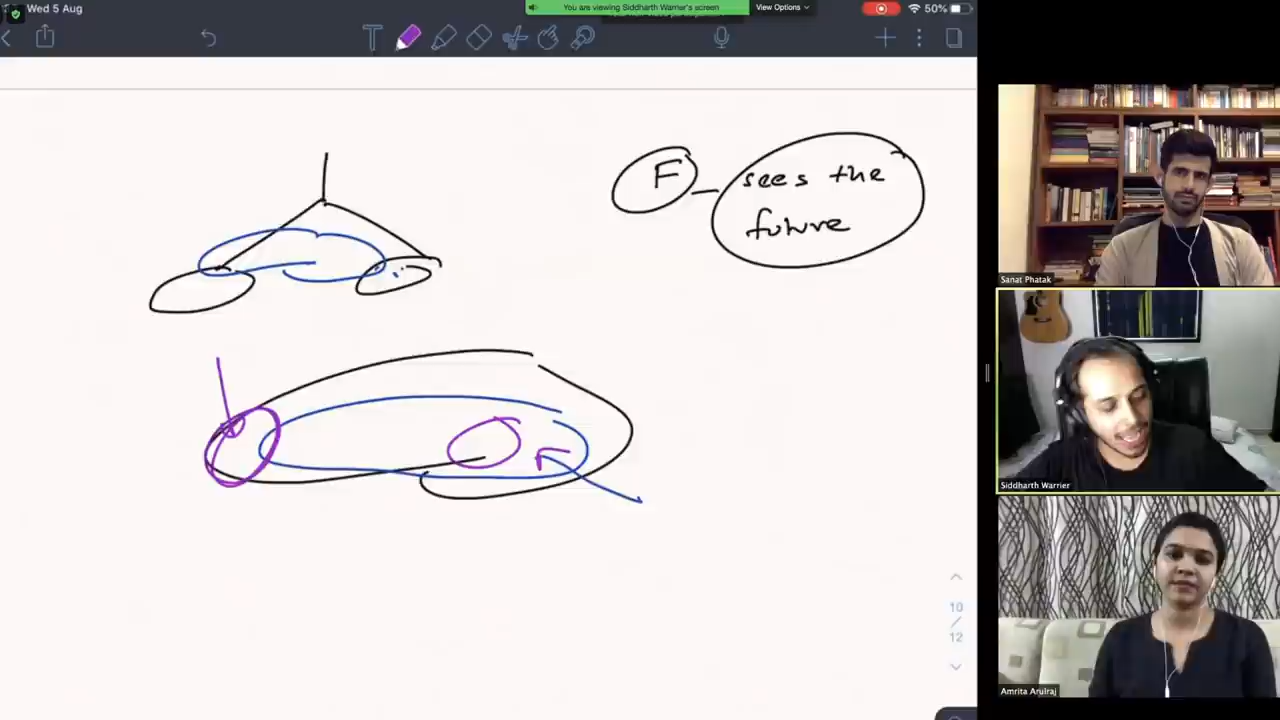 Wed 5 Aug
You are viewing Siddharth Warrier's screen
View Options
50%
T
F - sees the
future
Sanat Phatak
Siddharth Warrier
Amrita Arulraj
10
/
12